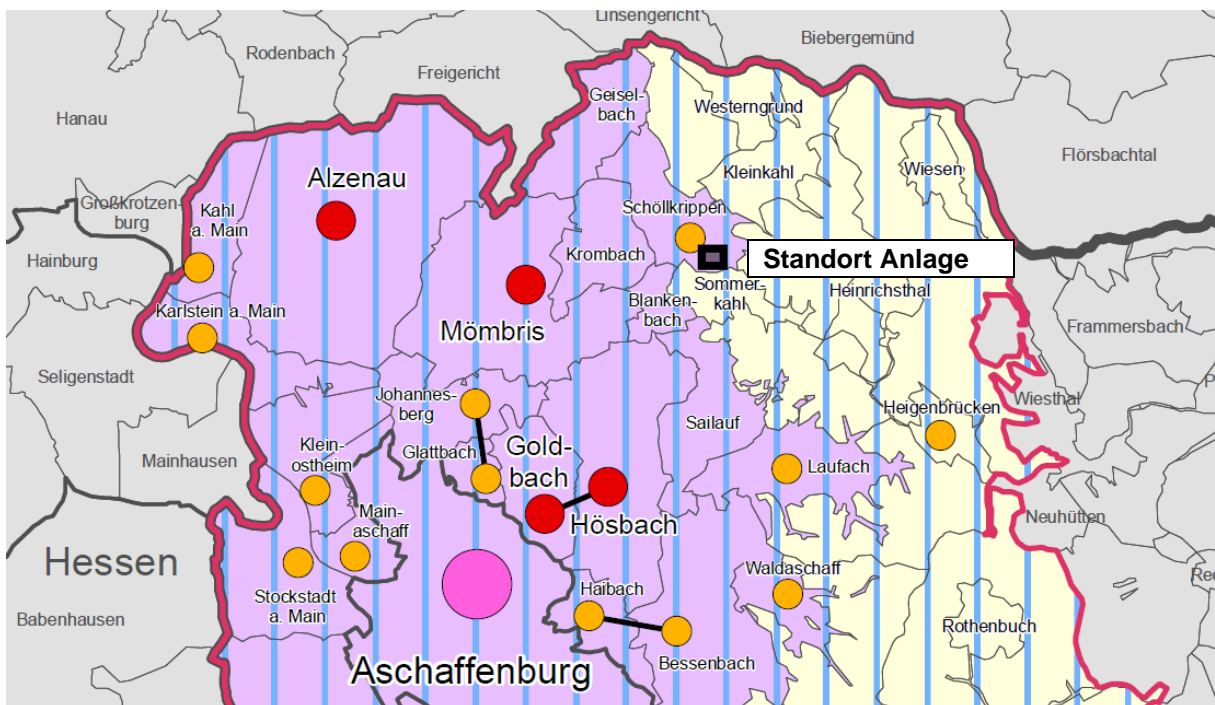 Linsengericht
Biebergemünd
Rodenbach
Freigericht
Geisel-
bach
Westerngrund
Hanau
Flörsbachtal
Kleinkahl
Wiesen
Alzenau
Großkrotzen-
burg
Kahl
a. Main
Schöllkrippen
Krombach
Standort Anlage
Hainburg
Sommer-
kahl
Heinrichsthal
Karlstein a. Main
Blanken-
bach
Mömbris
Frammersbach
Seligenstadt
Johannes-
berg
Wiesthal
Heigenbrücken
Sailauf
Klein-
ostheim
Glattbach
Gold-
bach
Mainhausen
Laufach
Main-
aschaff
Hösbach
Neuhütten
Hessen
Waldaschaff
Haibach
Stockstadt
a. Main
Babenhausen
Rothenbuch
Bessenbach
Aschaffenburg